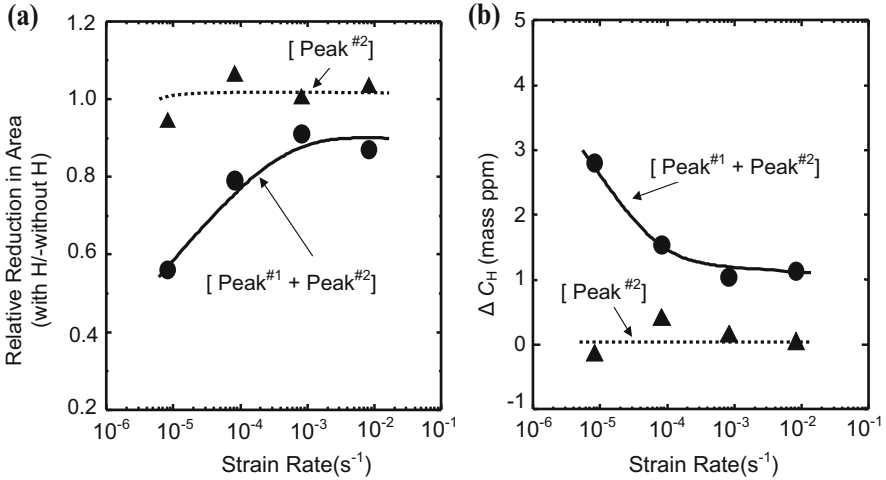 (a)
1.2
1.0
0.8
0.6
0.4
0.2
Relative Reduction in Area
(with H/-without H)
[ Peak#2]
[ Peak#1 + Peak#2]
10-6
10-5
10-4
10-3
10-2
10-1
Strain Rate(s-1)
(b)
5
4
3
2
1
0
-1
Δ CH (mass ppm)
[ Peak#1 + Peak#2]
[ Peak#2]
10-6
10-5
10-4
10-3
10-2
10-1
Strain Rate(s-1)